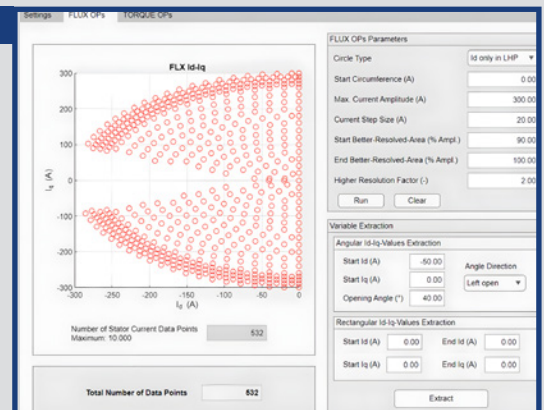 Settings FLUX OPs TORQUE OPs
FLX Id-Iq
300
200
100
0
-100
-200
-300
Iq (A)
-300 -250 -200 -150 -100 -50 0
Id (A)
Number of Stator Current Data Points
Maximum: 10.000
532
Total Number of Data Points 532
FLUX OPs Parameters
Circle Type Id only in LHP
Start Circumference (A) 0.00
Max. Current Amplitude (A) 300.00
Current Step Size (A) 20.00
Start Better-Resolved-Area (% Ampl.) 90.00
End Better-Resolved-Area (% Ampl.) 100.00
Higher Resolution Factor (-) 2.00
Run Clear
Variable Extraction
Angular Id-Iq-Values Extraction
Start Id (A) -50.00
Start Iq (A) 0.00
Opening Angle (°) 40.00
Angle Direction
Left open
Rectangular Id-Iq-Values Extraction
Start Id (A) 0.00 End Id (A) 0.00
Start Iq (A) 0.00 End Iq (A) 0.00
Extract